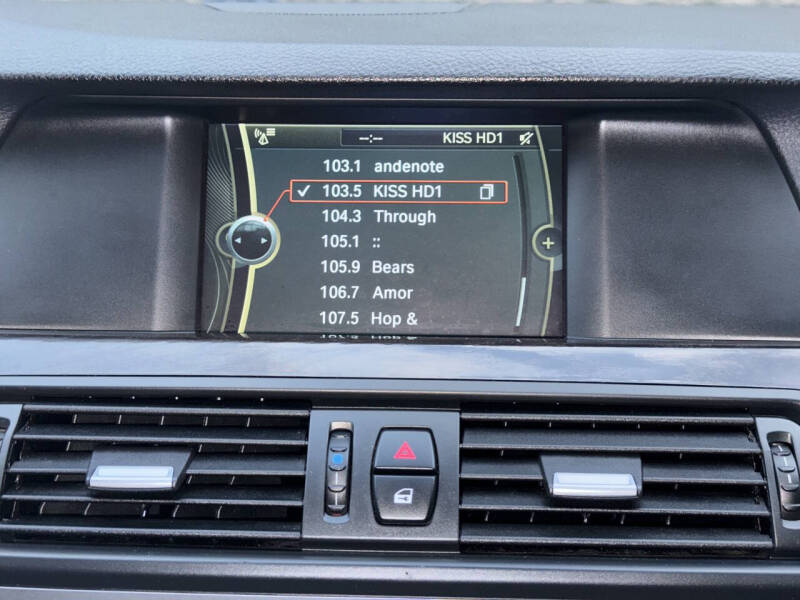 --:-- KISS HD1
103.1 andenote
103.5 KISS HD1
104.3 Through
105.1 ::
105.9 Bears
106.7 Amor
107.5 Hop &